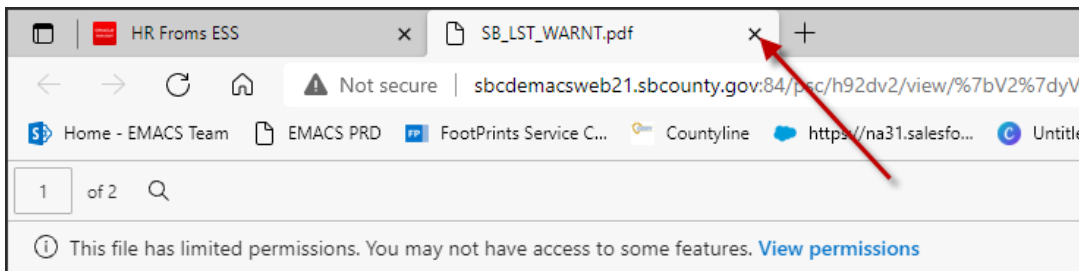 HR Froms ESS SB_LST_WARNT.pdf
Not secure | sbcdemacsweb21.sbcounty.gov:84/psc/h92dv2/view/%7bV2%7dyV
Home - EMACS Team EMACS PRD FP FootPrints Service C... Countyline https://na31.salesfo... C Untitle
1 of 2
This file has limited permissions. You may not have access to some features. View permissions